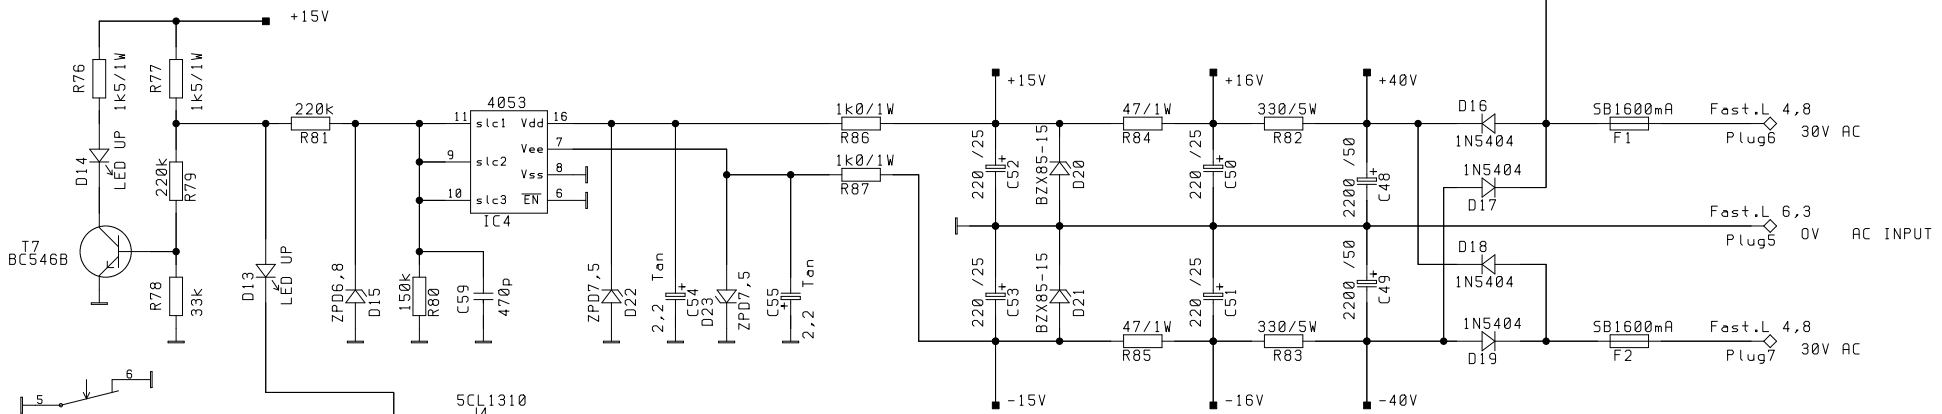 +15V
R76
1k5/1W
R77
1k5/1W
D14
LED UP
220k
R79
T7
BC546B
R78
33k
D13
LED UP
220k
R81
ZPD6,8
D15
150k
R80
C59
470p
4053
11 slc1 Vdd 16
Vee 7
9 slc2
Vss 8
10 slc3 EN 6
IC4
ZPD7,5
D22
2,2 Tan
C54
D23
ZPD7,5
C55
2,2 Tan
1k0/1W
R86
1k0/1W
R87
+15V
220 /25
C52
BZX85-15
D20
220 /25
C53
BZX85-15
D21
-15V
47/1W
R84
47/1W
R85
+16V
220 /25
C50
220 /25
C51
-16V
330/5W
R82
330/5W
R83
+40V
2200 /50
C48
2200 /50
C49
-40V
D16
1N5404
1N5404
D17
D18
1N5404
1N5404
D19
SB1600mA
F1
SB1600mA
F2
Fast.L 4,8
Plug6 30V AC
Fast.L 6,3
Plug5 0V AC INPUT
Fast.L 4,8
Plug7 30V AC
5 6
5CL1310